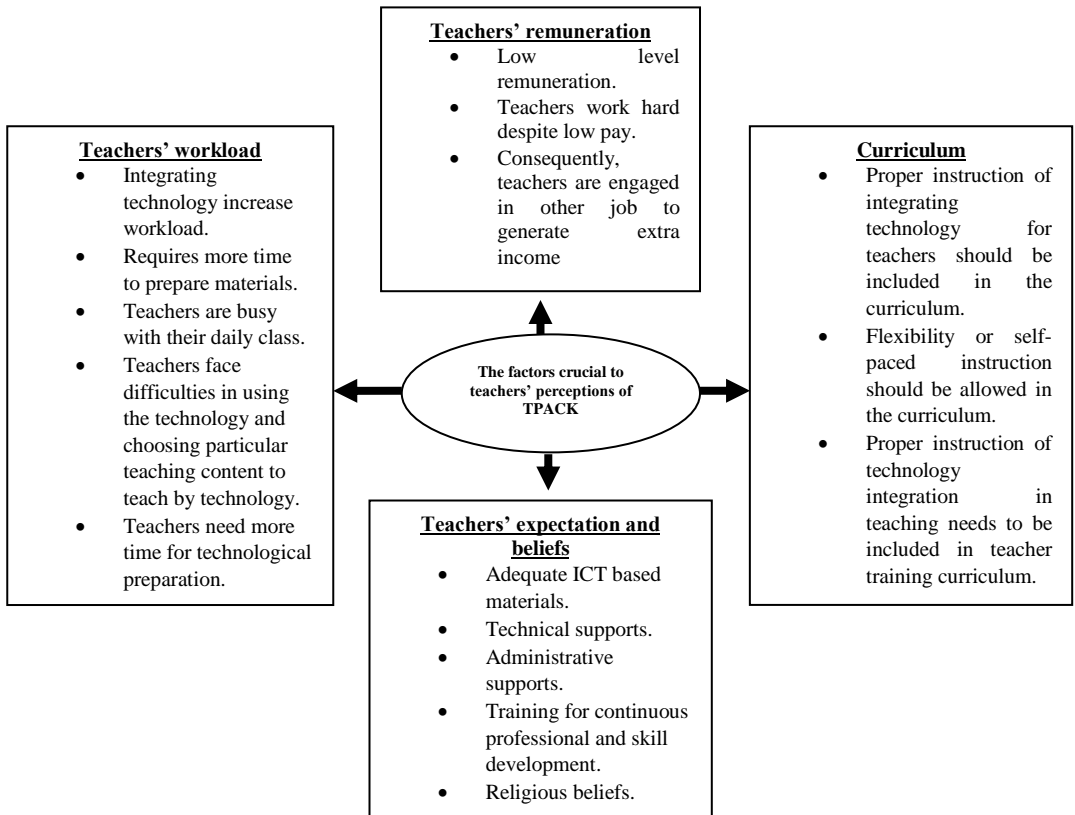 Teachers’ remuneration
• Low level
remuneration.
• Teachers work hard
despite low pay.
• Consequently,
teachers are engaged
in other job to
generate extra
income
Teachers’ workload
• Integrating
technology increase
workload.
• Requires more time
to prepare materials.
• Teachers are busy
with their daily class.
• Teachers face
difficulties in using
the technology and
choosing particular
teaching content to
teach by technology.
• Teachers need more
time for technological
preparation.
The factors crucial to
teachers’ perceptions of
TPACK
Curriculum
• Proper instruction of
integrating
technology for
teachers should be
included in the
curriculum.
• Flexibility or self-
paced instruction
should be allowed in
the curriculum.
• Proper instruction of
technology
integration in
teaching needs to be
included in teacher
training curriculum.
Teachers’ expectation and
beliefs
• Adequate ICT based
materials.
• Technical supports.
• Administrative
supports.
• Training for continuous
professional and skill
development.
• Religious beliefs.